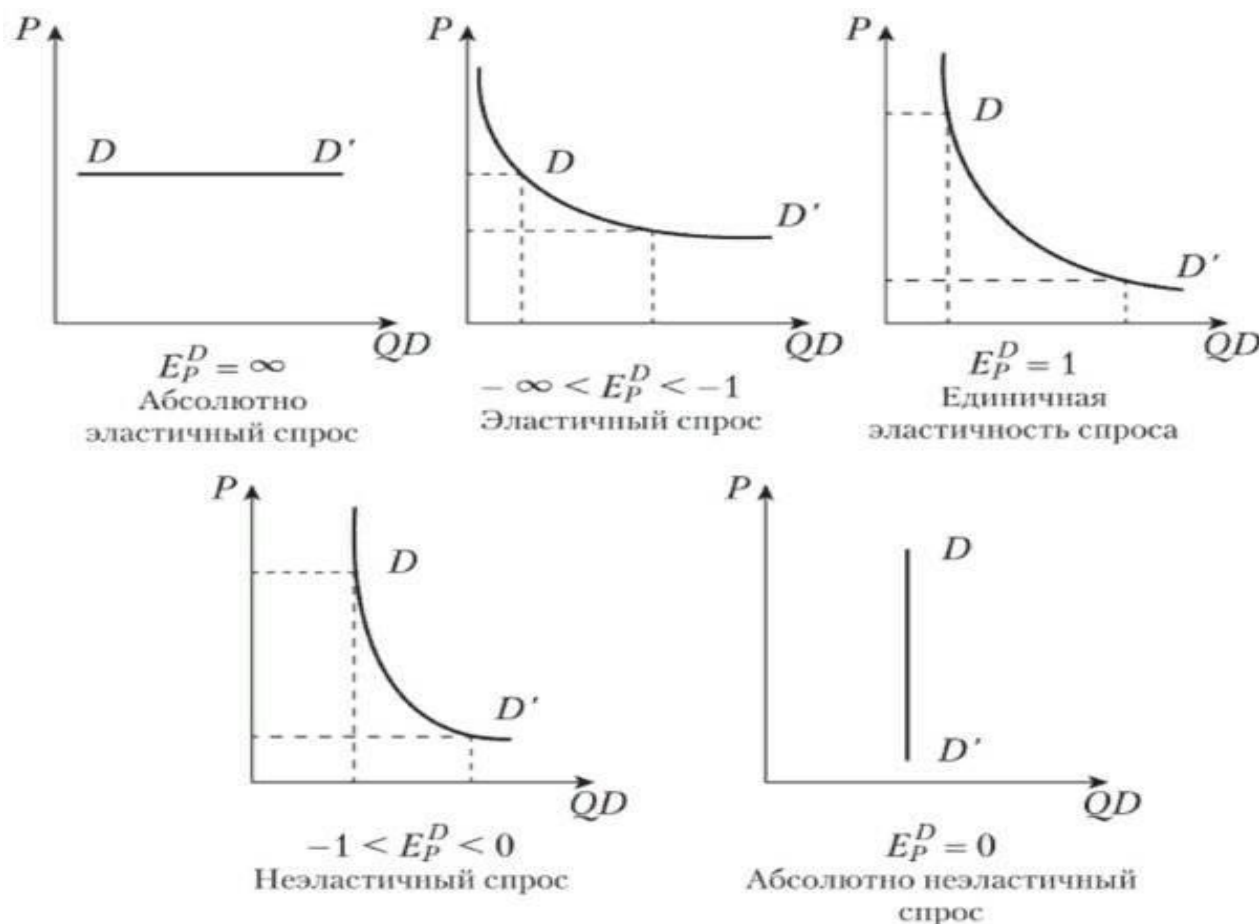 P
D D'
QD
E_P^D = ∞
Абсолютно
эластичный спрос
P
D
D'
QD
– ∞ < E_P^D < –1
Эластичный спрос
P
D
D'
QD
E_P^D = 1
Единичная
эластичность спроса
P
D
D'
QD
–1 < E_P^D < 0
Неэластичный спрос
P
D
D'
QD
E_P^D = 0
Абсолютно неэластичный
спрос